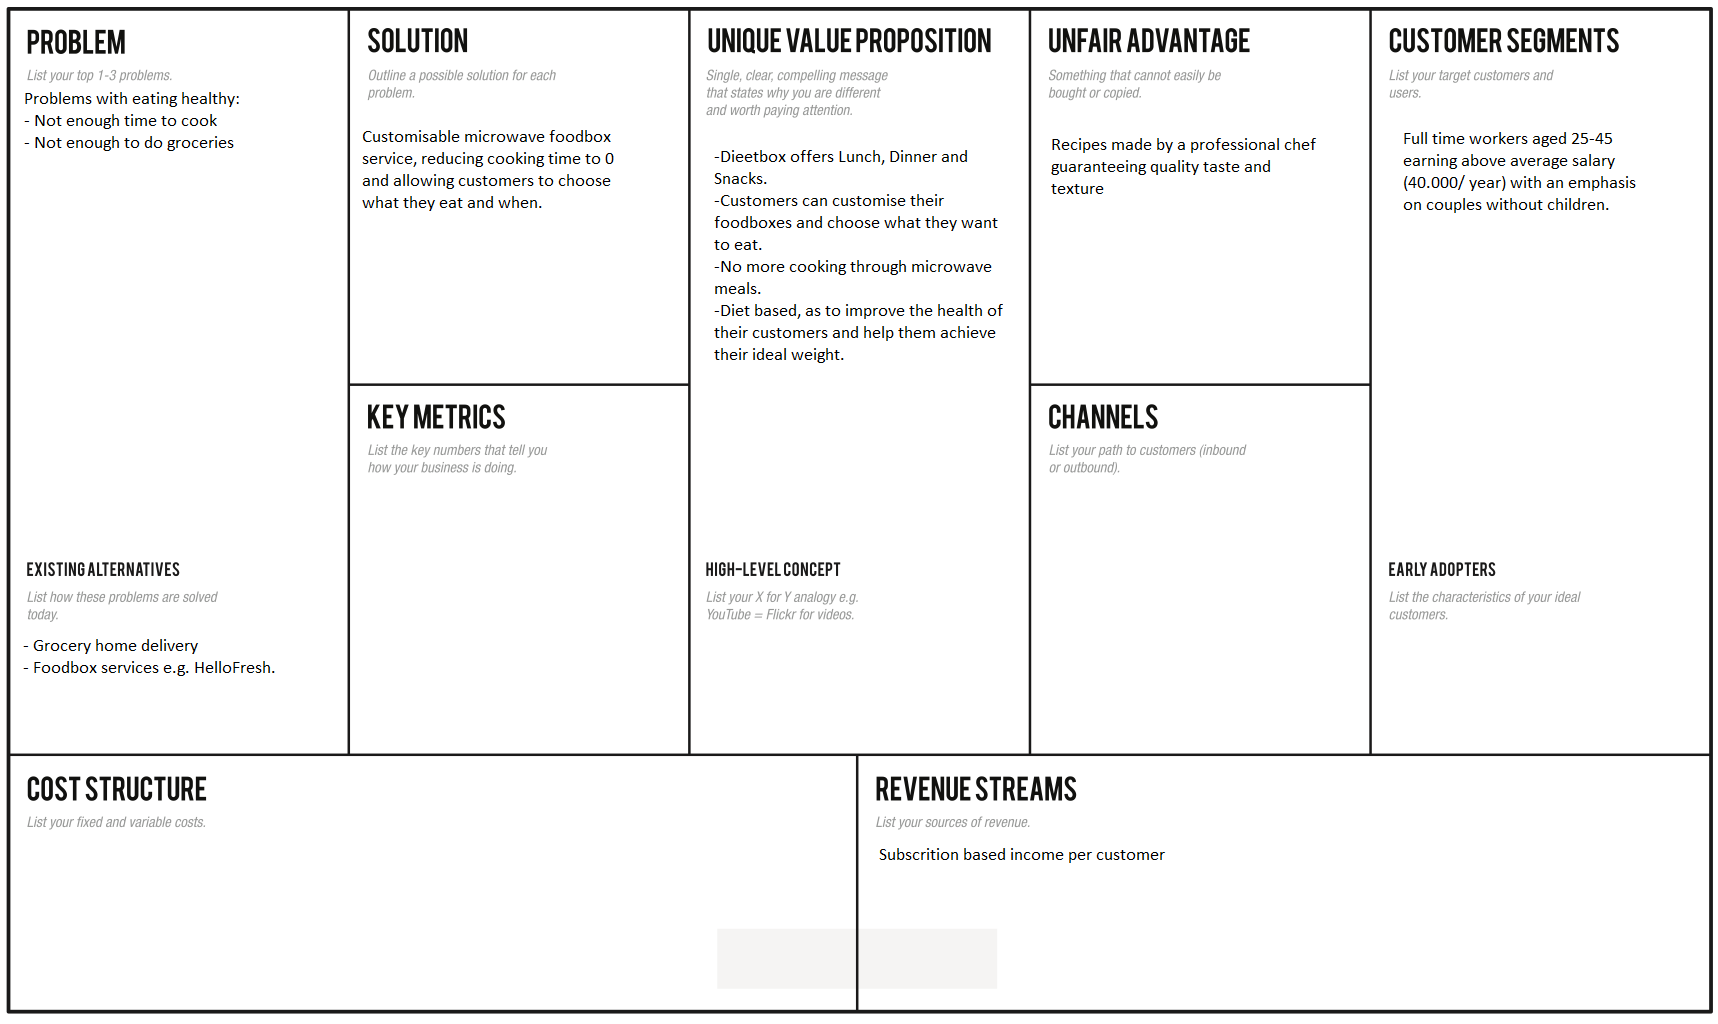 PROBLEM
List your top 1-3 problems.
Problems with eating healthy:
- Not enough time to cook
- Not enough to do groceries
EXISTING ALTERNATIVES
List how these problems are solved
today.
- Grocery home delivery
- Foodbox services e.g. HelloFresh.
SOLUTION
Outline a possible solution for each
problem.
Customisable microwave foodbox
service, reducing cooking time to 0
and allowing customers to choose
what they eat and when.
KEY METRICS
List the key numbers that tell you
how your business is doing.
UNIQUE VALUE PROPOSITION
Single, clear, compelling message
that states why you are different
and worth paying attention.
-Dieetbox offers Lunch, Dinner and
Snacks.
-Customers can customise their
foodboxes and choose what they want
to eat.
-No more cooking through microwave
meals.
-Diet based, as to improve the health of
their customers and help them achieve
their ideal weight.
HIGH-LEVEL CONCEPT
List your X for Y analogy e.g.
YouTube = Flickr for videos.
UNFAIR ADVANTAGE
Something that cannot easily be
bought or copied.
Recipes made by a professional chef
guaranteeing quality taste and
texture
CHANNELS
List your path to customers (inbound
or outbound).
CUSTOMER SEGMENTS
List your target customers and
users.
Full time workers aged 25-45
earning above average salary
(40.000/ year) with an emphasis
on couples without children.
EARLY ADOPTERS
List the characteristics of your ideal
customers.
COST STRUCTURE
List your fixed and variable costs.
REVENUE STREAMS
List your sources of revenue.
Subscrition based income per customer